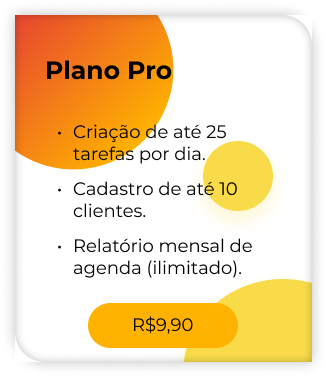 Plano Pro
• Criação de até 25
tarefas por dia.
• Cadastro de até 10
clientes.
• Relatório mensal de
agenda (ilimitado).
R$9,90